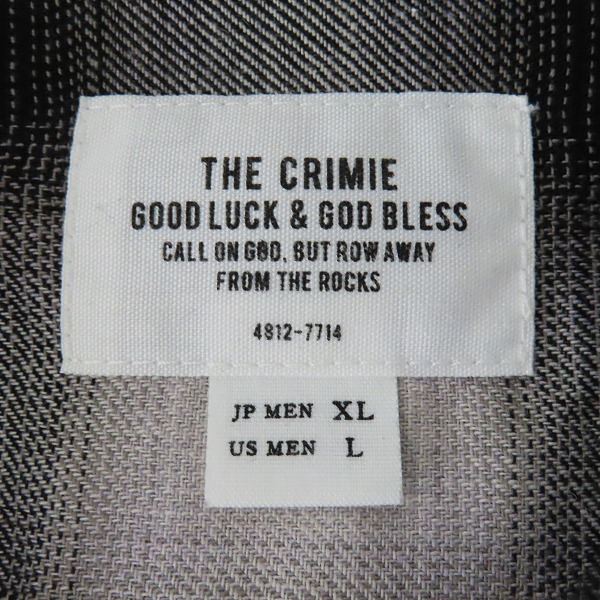 THE CRIMIE
GOOD LUCK & GOD BLESS
CALL ON GOD, BUT ROW AWAY
FROM THE ROCKS
4812-7714
JP MEN XL
US MEN L